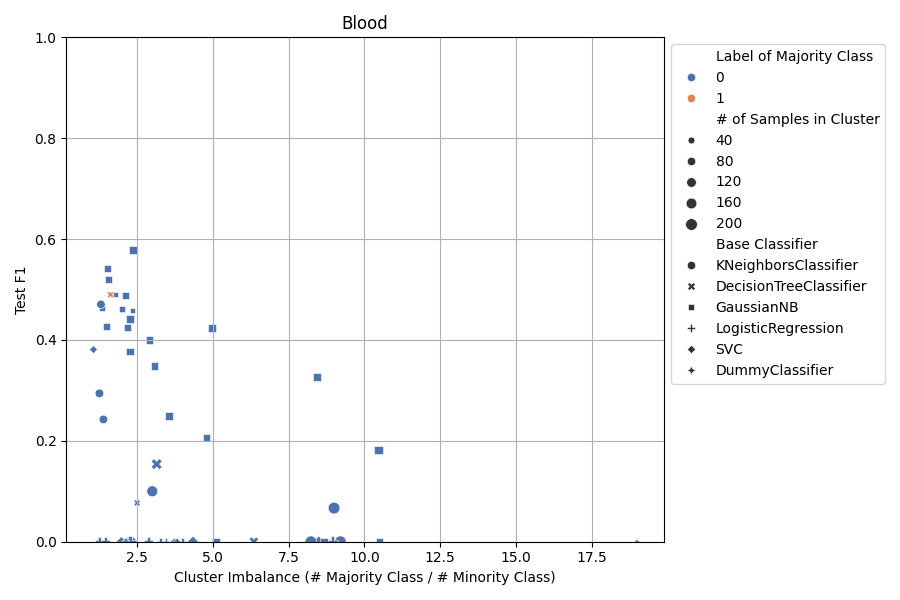 Blood
1.0
0.8
0.6
0.4
0.2
0.0
Test F1
2.5
5.0
7.5
10.0
12.5
15.0
17.5
Cluster Imbalance (# Majority Class / # Minority Class)
Label of Majority Class
0
1
# of Samples in Cluster
40
80
120
160
200
Base Classifier
KNeighborsClassifier
DecisionTreeClassifier
GaussianNB
LogisticRegression
SVC
DummyClassifier